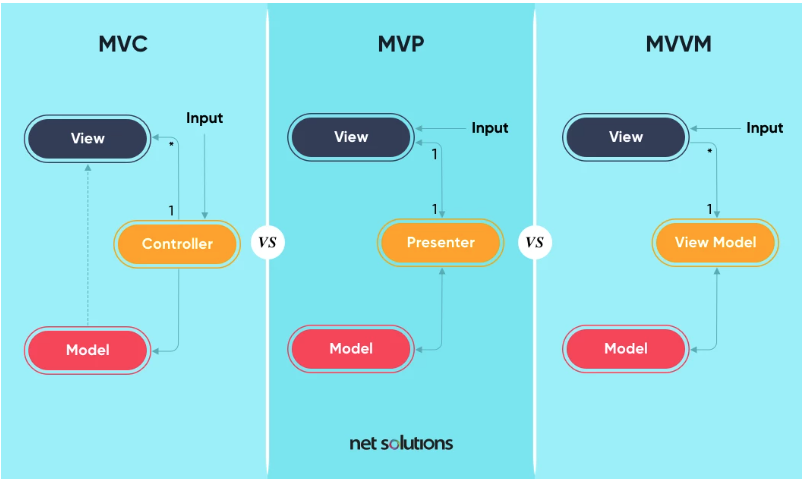 MVC
View
Input
*
1
Controller
Model
VS
MVP
View
Input
1
1
Presenter
Model
VS
MVVM
View
Input
*
1
View Model
Model
net solutions